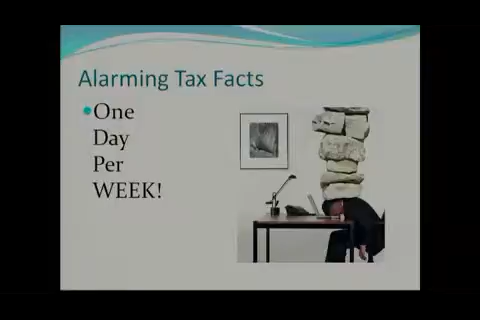 Alarming Tax Facts
One
Day
Per
WEEK!